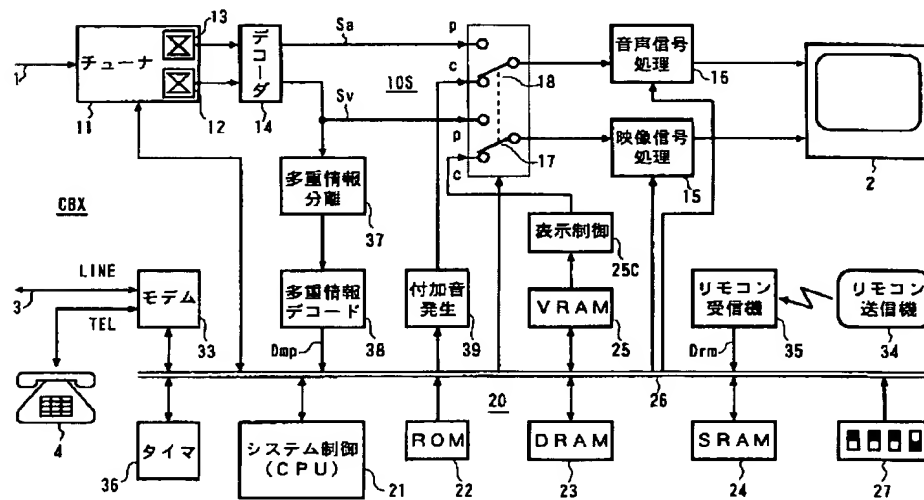 13
Sa
p
チューナ
デコーダ
音声信号
処理
1
c
10S
18
16
11
12
14
Sv
p
映像信号
処理
17
c
15
2
CBX
多重情報
分離
37
表示制御
25C
LINE
3
モデム
多重情報
デコード
付加音
発生
VRAM
リモコン
受信機
リモコン
送信機
TEL
33
Dmp
38
39
25
Drm
35
34
20
26
4
タイマ
システム制御
(CPU)
ROM
DRAM
SRAM
36
21
22
23
24
27